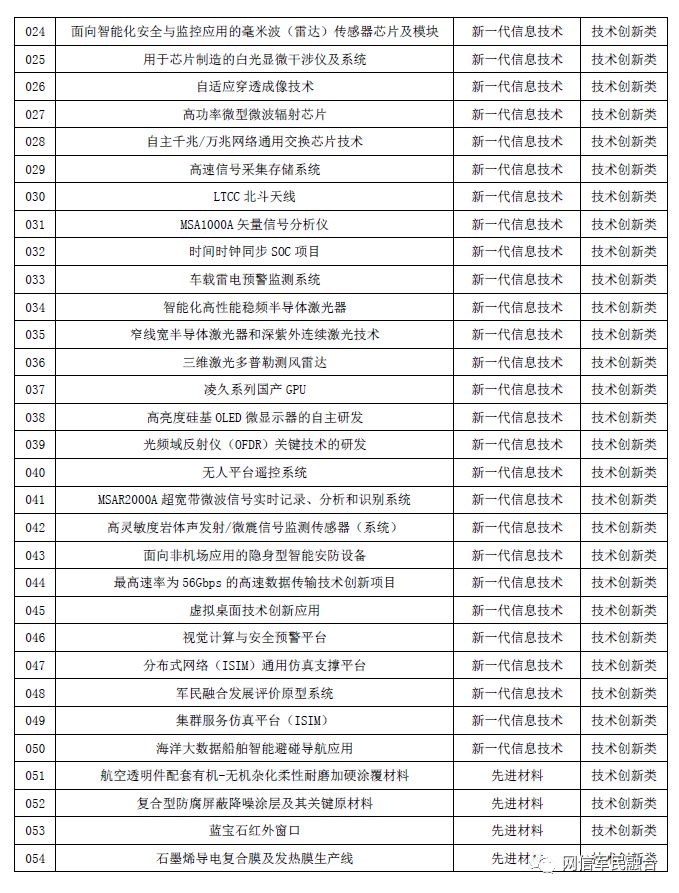 024 面向智能化安全与监控应用的毫米波（雷达）传感器芯片及模块 新一代信息技术 技术创新类
025 用于芯片制造的白光显微干涉仪及系统 新一代信息技术 技术创新类
026 自适应穿透成像技术 新一代信息技术 技术创新类
027 高功率微型微波辐射芯片 新一代信息技术 技术创新类
028 自主千兆/万兆网络通用交换芯片技术 新一代信息技术 技术创新类
029 高速信号采集存储系统 新一代信息技术 技术创新类
030 LTCC 北斗天线 新一代信息技术 技术创新类
031 MSA1000A 矢量信号分析仪 新一代信息技术 技术创新类
032 时间时钟同步 SOC 项目 新一代信息技术 技术创新类
033 车载雷电预警监测系统 新一代信息技术 技术创新类
034 智能化高性能稳频半导体激光器 新一代信息技术 技术创新类
035 窄线宽半导体激光器和深紫外连续激光技术 新一代信息技术 技术创新类
036 三维激光多普勒测风雷达 新一代信息技术 技术创新类
037 凌久系列国产 GPU 新一代信息技术 技术创新类
038 高亮度硅基 OLED 微显示器的自主研发 新一代信息技术 技术创新类
039 光频域反射仪（OFDR）关键技术的研发 新一代信息技术 技术创新类
040 无人平台遥控系统 新一代信息技术 技术创新类
041 MSAR2000A 超宽带微波信号实时记录、分析和识别系统 新一代信息技术 技术创新类
042 高灵敏度岩体声发射/微震信号监测传感器（系统） 新一代信息技术 技术创新类
043 面向非机场应用的隐身型智能安防设备 新一代信息技术 技术创新类
044 最高速率为 56Gbps 的高速数据传输技术创新项目 新一代信息技术 技术创新类
045 虚拟桌面技术创新应用 新一代信息技术 技术创新类
046 视觉计算与安全预警平台 新一代信息技术 技术创新类
047 分布式网络（ISIM）通用仿真支撑平台 新一代信息技术 技术创新类
048 军民融合发展评价原型系统 新一代信息技术 技术创新类
049 集群服务仿真平台（ISIM） 新一代信息技术 技术创新类
050 海洋大数据船舶智能避碰导航应用 新一代信息技术 技术创新类
051 航空透明件配套有机-无机杂化柔性耐磨加硬涂覆材料 先进材料 技术创新类
052 复合型防腐屏蔽降噪涂层及其关键原材料 先进材料 技术创新类
053 蓝宝石红外窗口 先进材料 技术创新类
054 石墨烯导电复合膜及发热膜生产线 先进材料 技术创新类
网信军民融合